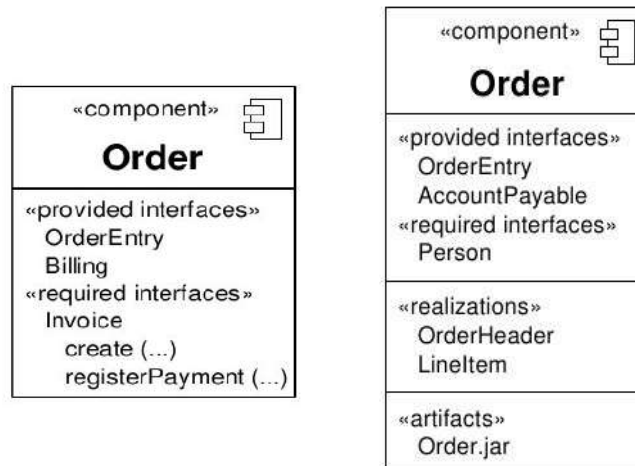 «component»
Order
«provided interfaces»
OrderEntry
Billing
«required interfaces»
Invoice
create (...)
registerPayment (...)
«component»
Order
«provided interfaces»
OrderEntry
AccountPayable
«required interfaces»
Person
«realizations»
OrderHeader
LineItem
«artifacts»
Order.jar